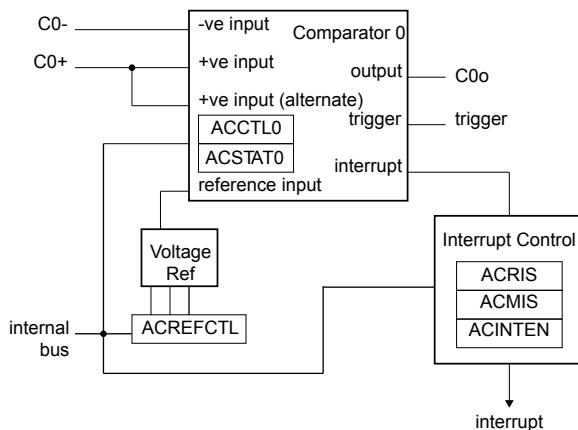 C0-
-ve input
Comparator 0
C0+
+ve input
output
C0o
+ve input (alternate)
ACCTL0
trigger
trigger
ACSTAT0
interrupt
reference input
Voltage
Ref
Interrupt Control
ACRIS
ACMIS
ACINTEN
internal
bus
ACREFCTL
interrupt